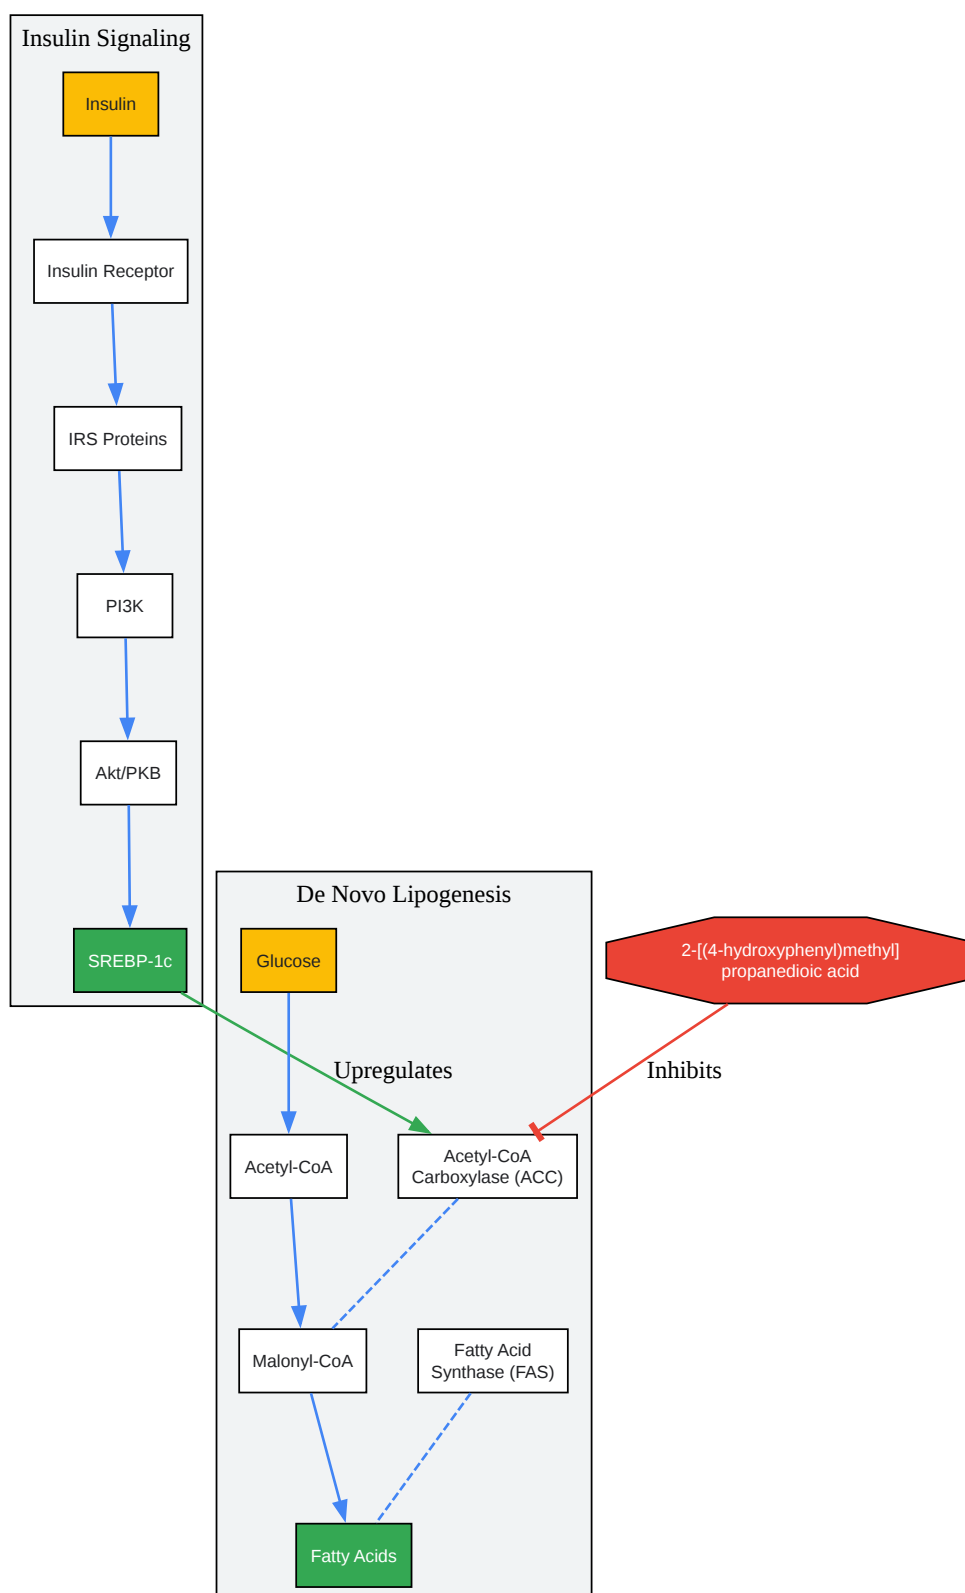 Insulin Signaling
Insulin
Insulin Receptor
IRS Proteins
PI3K
Akt/PKB
SREBP-1c
De Novo Lipogenesis
Glucose
2-[(4-hydroxyphenyl)methyl]
propanedioic acid
Upregulates
Inhibits
Acetyl-CoA
Acetyl-CoA
Carboxylase (ACC)
Malonyl-CoA
Fatty Acid
Synthase (FAS)
Fatty Acids